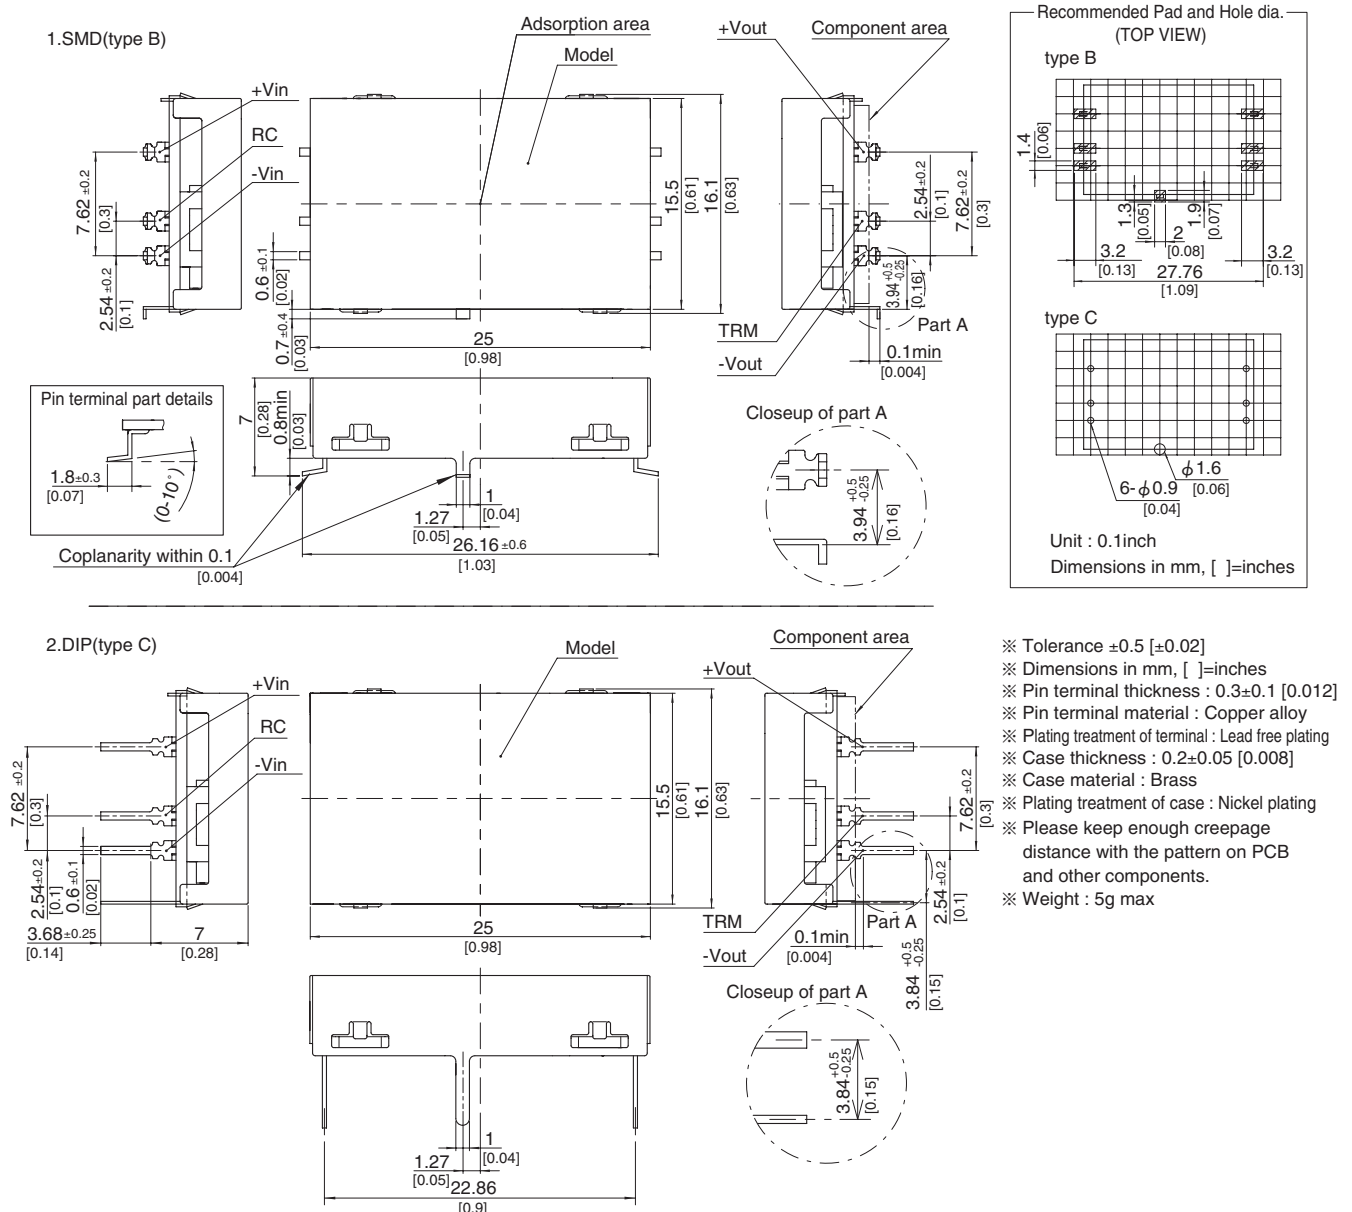 1.SMD(type B)
Adsorption area
Model
+Vin
RC
-Vin
7.62 ±0.2
[0.3]
2.54 ±0.2
[0.1]
0.6 ±0.1
[0.02]
0.7 ±0.4
[0.03]
25
[0.98]
15.5
[0.61]
16.1
[0.63]
+Vout
Component area
2.54±0.2
[0.1]
7.62±0.2
[0.3]
3.94 +0.5 -0.25
[0.16]
Part A
TRM
-Vout
0.1min
[0.004]
Pin terminal part details
1.8±0.3
[0.07]
(0-10°)
7
[0.28]
0.8min
[0.03]
1
[0.04]
1.27
[0.05]
26.16 ±0.6
[1.03]
Coplanarity within 0.1
[0.004]
Closeup of part A
3.94 +0.5 -0.25
[0.16]
Recommended Pad and Hole dia.
(TOP VIEW)
type B
1.4
[0.06]
1.3
[0.05]
1.9
[0.07]
2
[0.08]
3.2
[0.13]
3.2
[0.13]
27.76
[1.09]
type C
φ1.6
[0.06]
6-φ0.9
[0.04]
Unit : 0.1inch
Dimensions in mm, [ ]=inches
2.DIP(type C)
Model
+Vin
RC
-Vin
7.62 ±0.2
[0.3]
2.54 ±0.2
[0.1]
0.6 ±0.1
[0.02]
3.68±0.25
[0.14]
7
[0.28]
25
[0.98]
15.5
[0.61]
16.1
[0.63]
Component area
+Vout
7.62 ±0.2
[0.3]
2.54 ±0.2
[0.1]
Part A
TRM
-Vout
0.1min
[0.004]
3.84 +0.5 -0.25
[0.15]
Closeup of part A
3.84 +0.5 -0.25
[0.15]
1
[0.04]
1.27
[0.05]
22.86
[0.9]
※ Tolerance ±0.5 [±0.02]
※ Dimensions in mm, [ ]=inches
※ Pin terminal thickness : 0.3±0.1 [0.012]
※ Pin terminal material : Copper alloy
※ Plating treatment of terminal : Lead free plating
※ Case thickness : 0.2±0.05 [0.008]
※ Case material : Brass
※ Plating treatment of case : Nickel plating
※ Please keep enough creepage
distance with the pattern on PCB
and other components.
※ Weight : 5g max